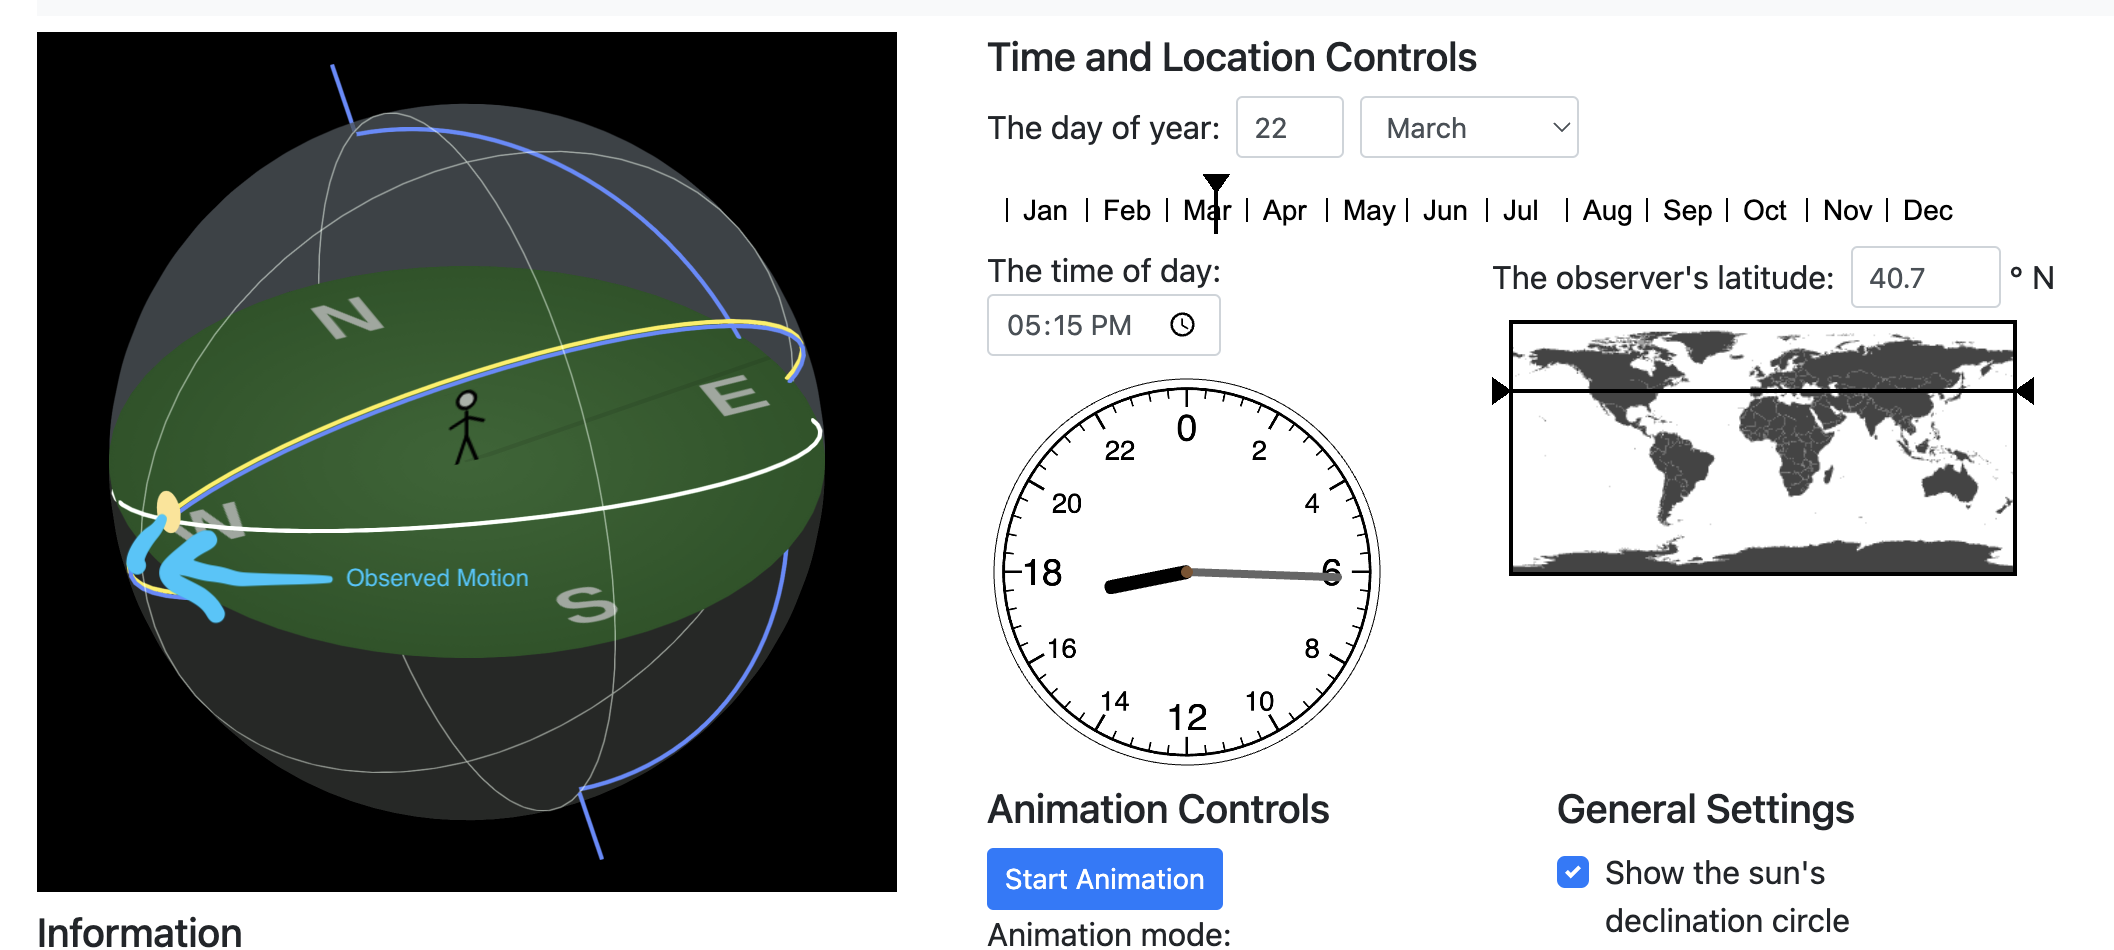 Time and Location Controls
The day of year: 22 March
Jan Feb Mar Apr May Jun Jul Aug Sep Oct Nov Dec
The time of day:
05:15 PM
The observer's latitude: 40.7 ° N
N
E
W
S
Observed Motion
0
2
4
6
8
10
12
14
16
18
20
22
Animation Controls
Start Animation
Animation mode:
General Settings
Show the sun's
declination circle
Information